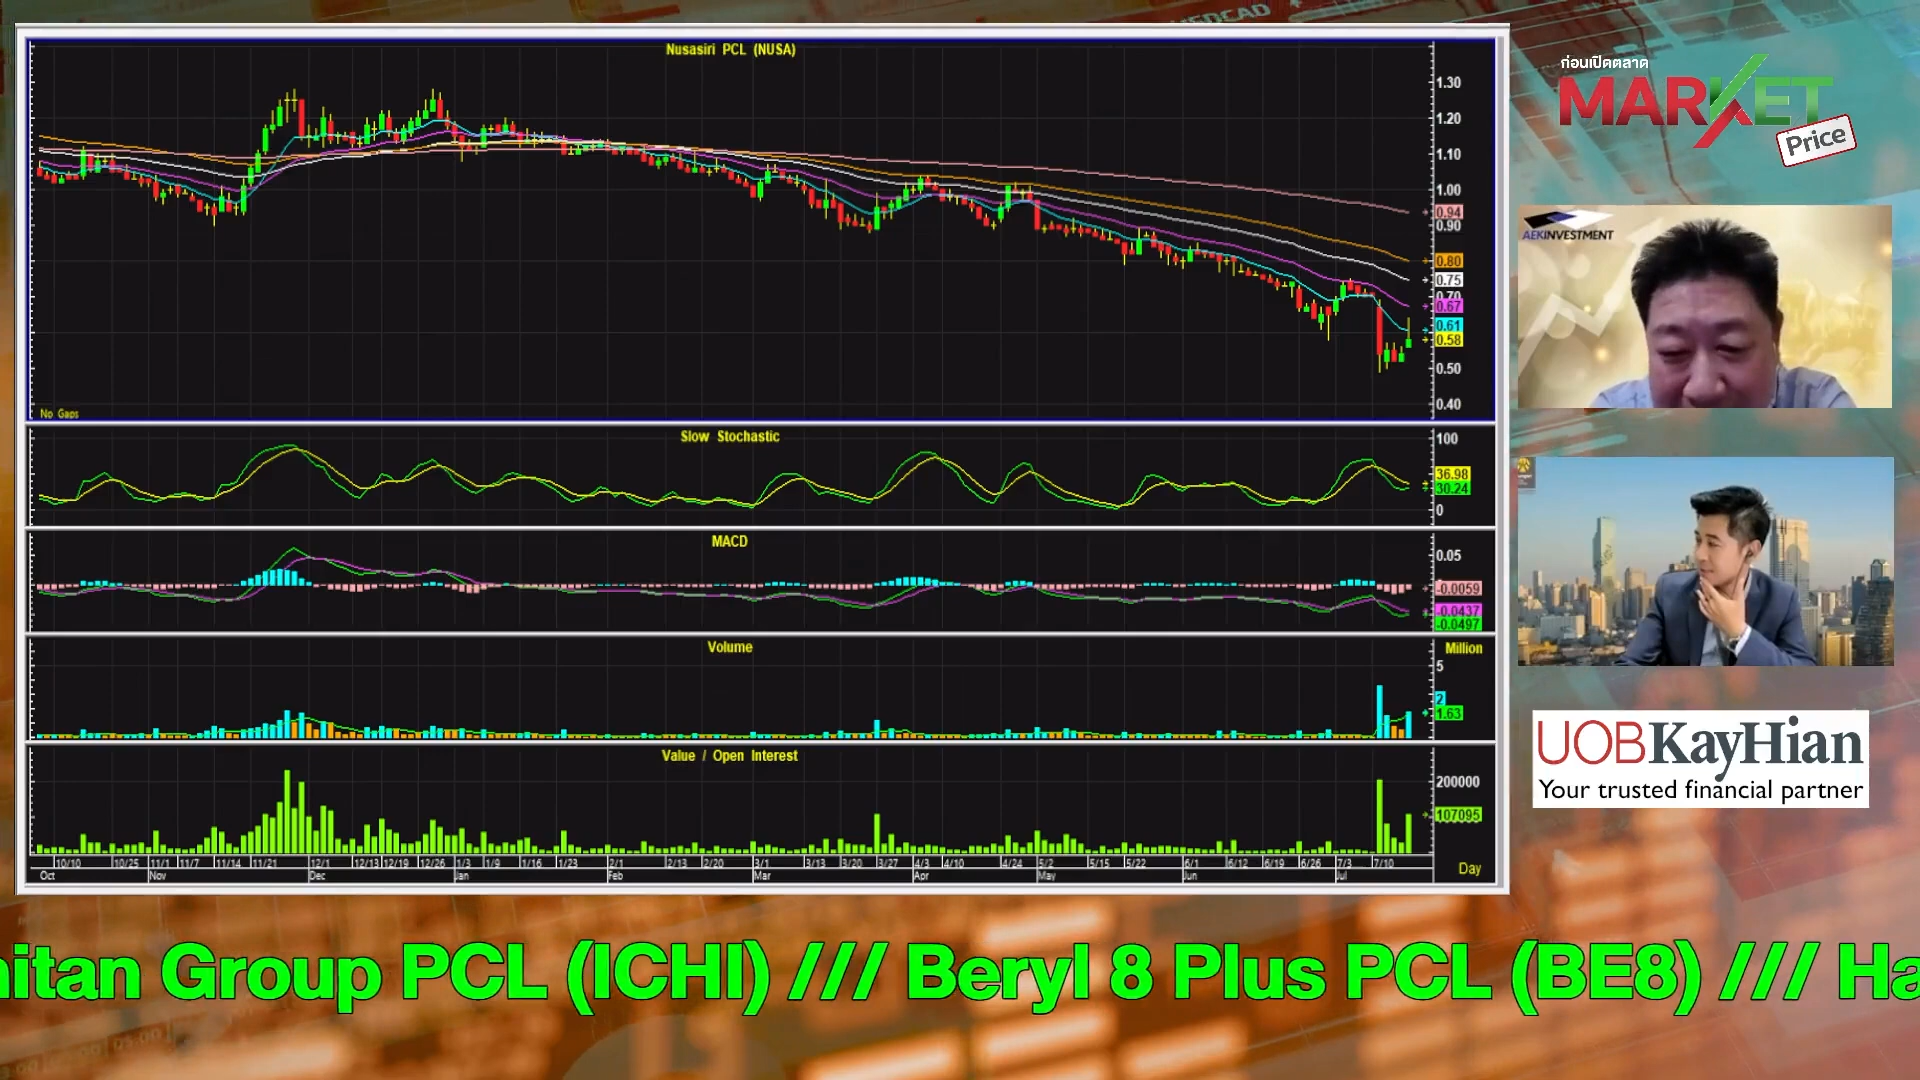 Nusasiri PCL (NUSA)
1.30
1.20
1.10
1.00
0.94
0.90
0.80
0.75
0.70
0.67
0.61
0.58
0.50
0.40
No Gaps
Slow Stochastic
100
36.98
30.24
0
MACD
0.05
-0.0059
-0.0437
-0.0497
Volume
Million
5
2
1.63
Value / Open Interest
200000
107095
10/10 10/25 11/1 11/7 11/14 11/21 12/1 12/13 12/19 12/26 1/3 1/9 1/16 1/23 2/1 2/13 2/20 3/1 3/13 3/20 3/27 4/3 4/10 4/24 5/2 5/15 5/22 6/1 6/12 6/19 6/26 7/3 7/10
Oct Nov Dec Jan Feb Mar Apr May Jun Jul
Day
ก่อนเปิดตลาด
MARKET
Price
AEKINVESTMENT
UOBKayHian
Your trusted financial partner
nitan Group PCL (ICHI) /// Beryl 8 Plus PCL (BE8) /// Ha